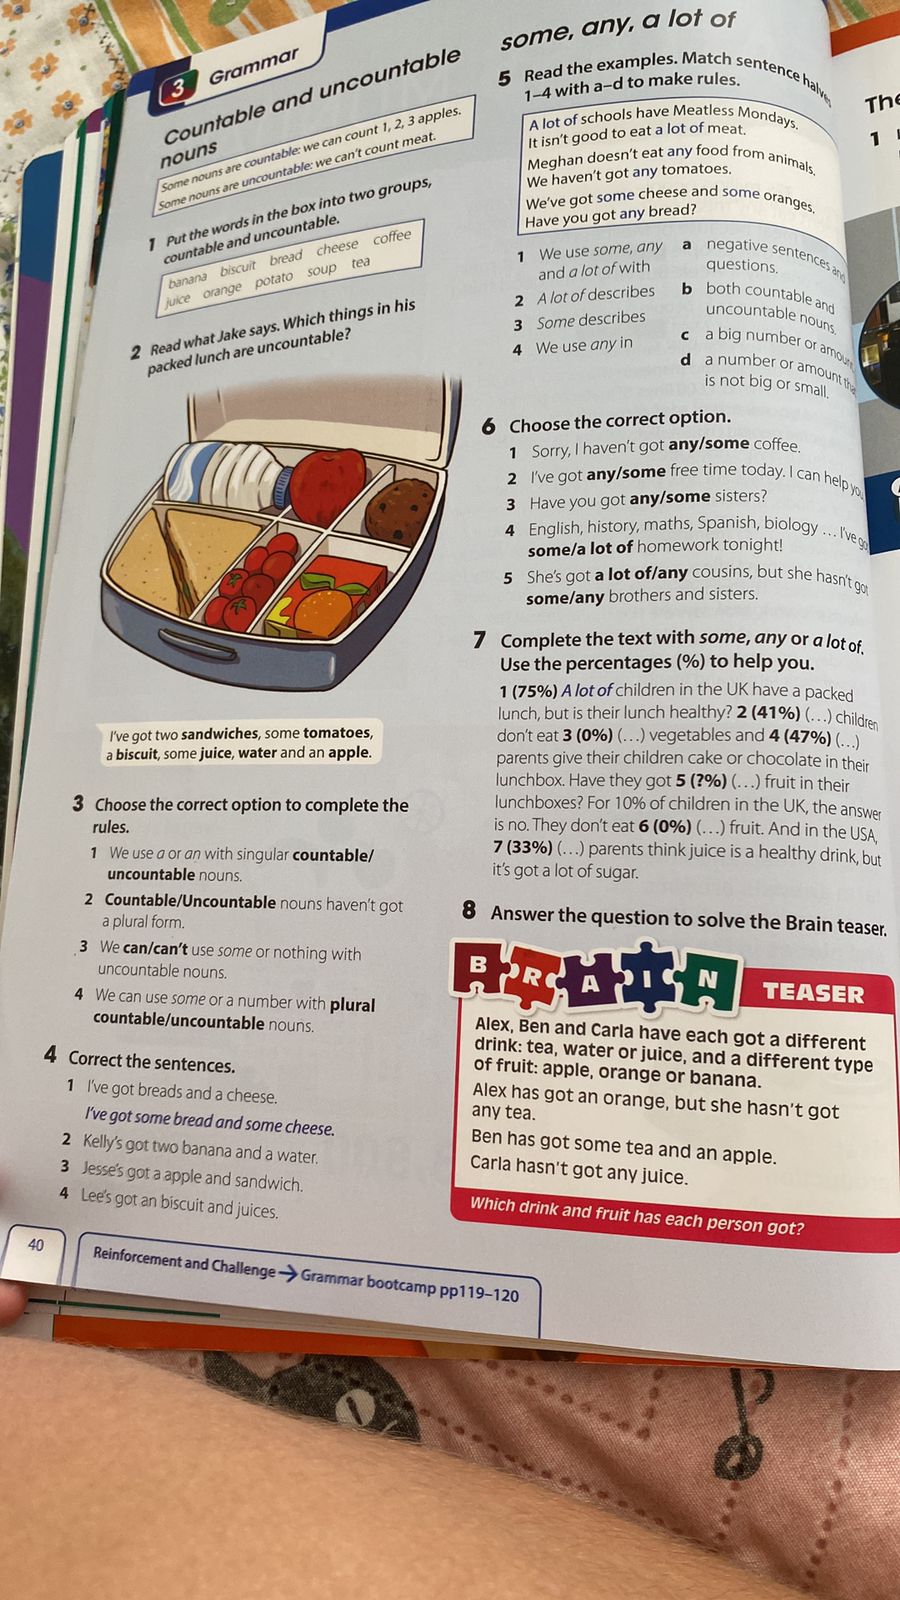 3 Grammar
Countable and uncountable
nouns
Some nouns are countable: we can count 1, 2, 3 apples.
Some nouns are uncountable: we can't count meat.
1 Put the words in the box into two groups,
countable and uncountable.
banana biscuit bread cheese coffee
juice orange potato soup tea
2 Read what Jake says. Which things in his
packed lunch are uncountable?
I've got two sandwiches, some tomatoes,
a biscuit, some juice, water and an apple.
3 Choose the correct option to complete the
rules.
1 We use a or an with singular countable/
uncountable nouns.
2 Countable/Uncountable nouns haven't got
a plural form.
3 We can/can't use some or nothing with
uncountable nouns.
4 We can use some or a number with plural
countable/uncountable nouns.
4 Correct the sentences.
1 I've got breads and a cheese.
I've got some bread and some cheese.
2 Kelly's got two banana and a water.
3 Jesse's got a apple and sandwich.
4 Lee's got an biscuit and juices.
40
Reinforcement and Challenge → Grammar bootcamp pp119–120
some, any, a lot of
5 Read the examples. Match sentence halves
1–4 with a–d to make rules.
A lot of schools have Meatless Mondays.
It isn't good to eat a lot of meat.
Meghan doesn't eat any food from animals.
We haven't got any tomatoes.
We've got some cheese and some oranges.
Have you got any bread?
1 We use some, any
and a lot of with
2 A lot of describes
3 Some describes
4 We use any in
a negative sentences and
questions.
b both countable and
uncountable nouns.
c a big number or
d a number or amount
is not big or small.
6 Choose the correct option.
1 Sorry, I haven't got any/some coffee.
2 I've got any/some free time today. I can help
3 Have you got any/some sisters?
4 English, history, maths, Spanish, biology … I've
some/a lot of homework tonight!
5 She's got a lot of/any cousins, but she hasn't got
some/any brothers and sisters.
7 Complete the text with some, any or a lot of.
Use the percentages (%) to help you.
1 (75%) A lot of children in the UK have a packed
lunch, but is their lunch healthy? 2 (41%) (…) children
don't eat 3 (0%) (…) vegetables and 4 (47%) (…)
parents give their children cake or chocolate in their
lunchbox. Have they got 5 (?%) (…) fruit in their
lunchboxes? For 10% of children in the UK, the answer
is no. They don't eat 6 (0%) (…) fruit. And in the USA,
7 (33%) (…) parents think juice is a healthy drink, but
it's got a lot of sugar.
8 Answer the question to solve the Brain teaser.
BRAIN TEASER
Alex, Ben and Carla have each got a different
drink: tea, water or juice, and a different type
of fruit: apple, orange or banana.
Alex has got an orange, but she hasn't got
any tea.
Ben has got some tea and an apple.
Carla hasn't got any juice.
Which drink and fruit has each person got?
1